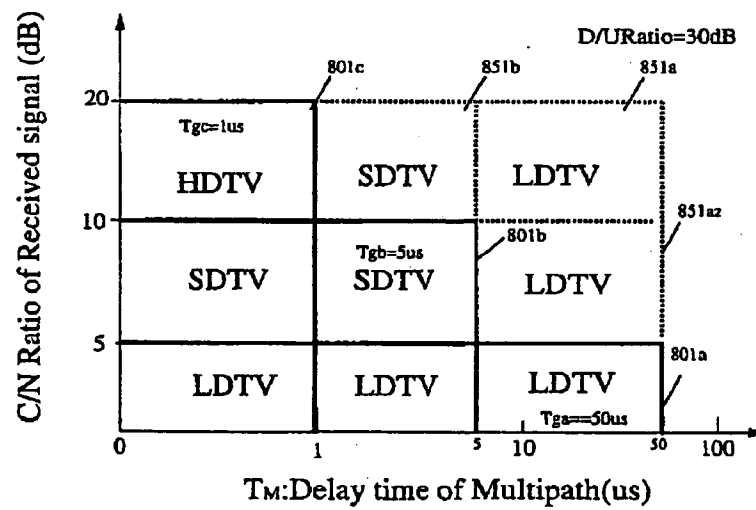 D/URatio=30dB
801c
851b
851a
20
Tgc=1us
HDTV
SDTV
LDTV
10
851az
801b
Tgb=5us
SDTV
SDTV
LDTV
5
801a
LDTV
LDTV
LDTV
Tga==50us
0
1
5
10
50
100
TM:Delay time of Multipath(us)
C/N Ratio of Received signal (dB)